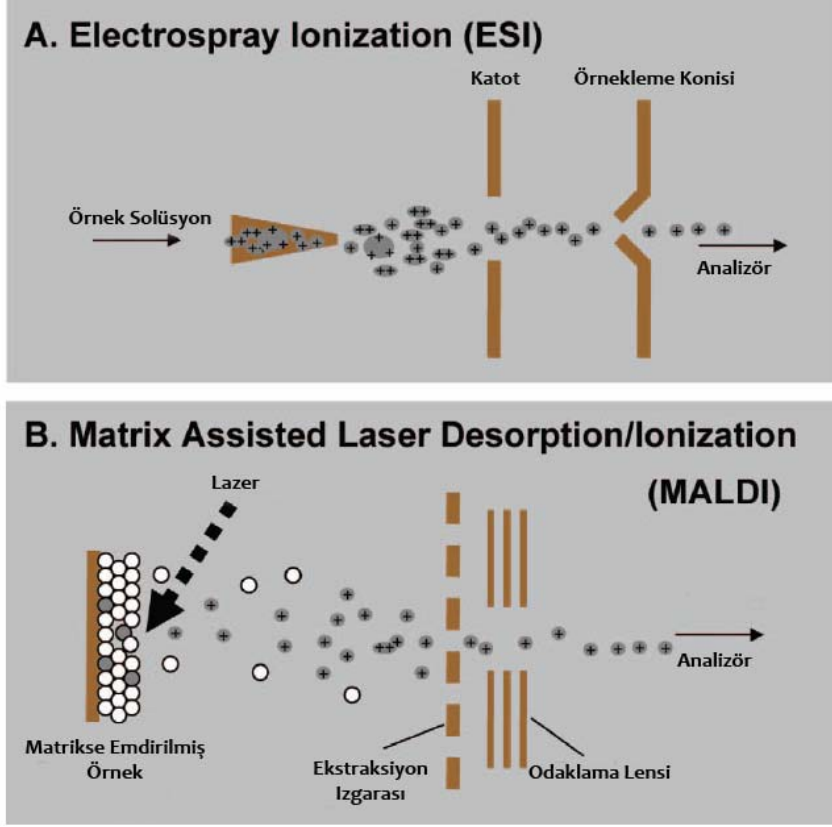 A. Electrospray Ionization (ESI)
Katot
Örnekleme Konisi
Örnek Solüsyon
Analizör
B. Matrix Assisted Laser Desorption/Ionization
(MALDI)
Lazer
Analizör
Matrikse Emdirilmiş
Örnek
Ekstraksiyon
Izgarası
Odaklama Lensi